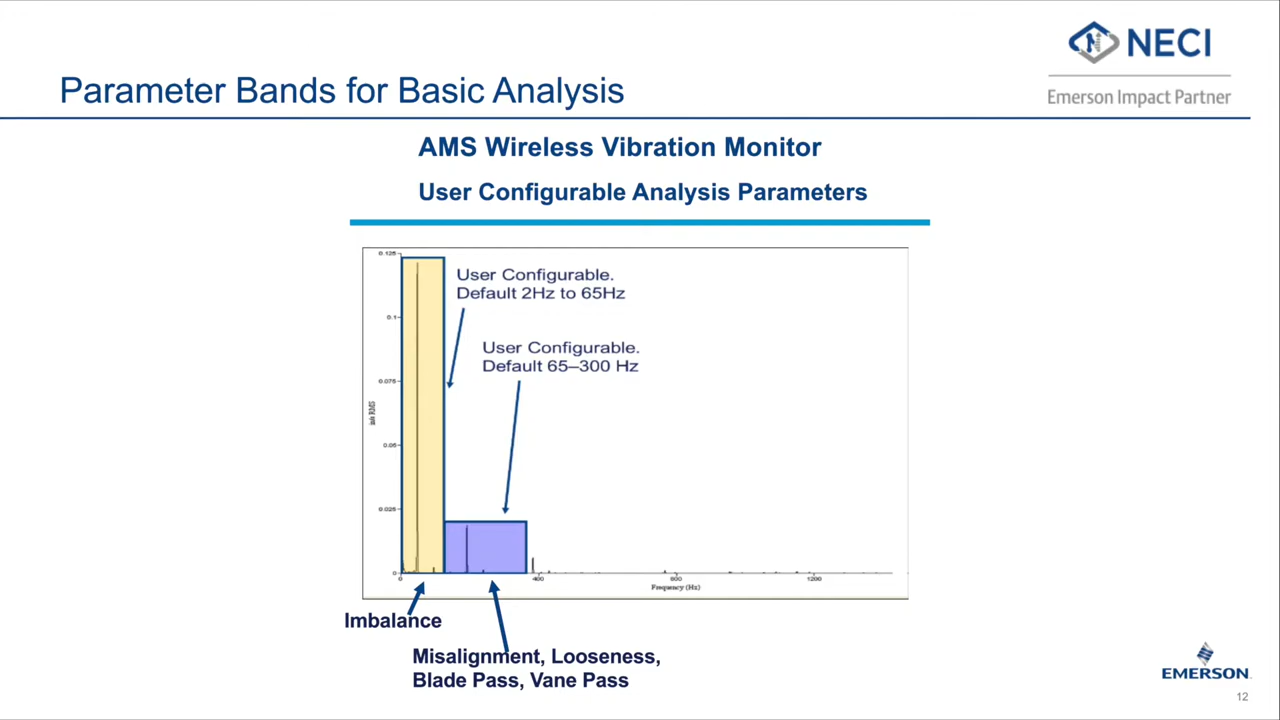 NECI
Emerson Impact Partner
Parameter Bands for Basic Analysis
AMS Wireless Vibration Monitor
User Configurable Analysis Parameters
0.125
User Configurable.
Default 2Hz to 65Hz
0.1
User Configurable.
Default 65–300 Hz
0.075
in/s RMS
0.05
0.025
0
0
400
800
1200
Frequency (Hz)
Imbalance
Misalignment, Looseness,
Blade Pass, Vane Pass
EMERSON
12